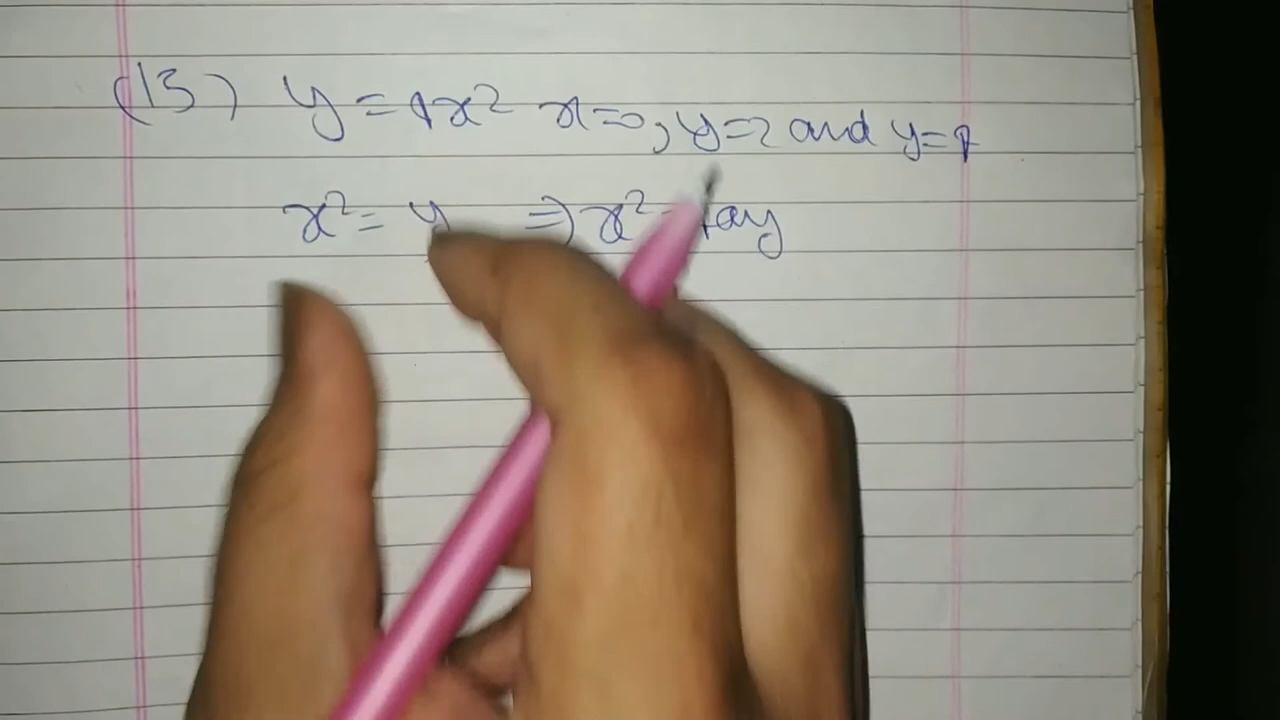 (13) y = 4x² x=0, y=2 and y=4
x² = y ⇒ x² = 4ay